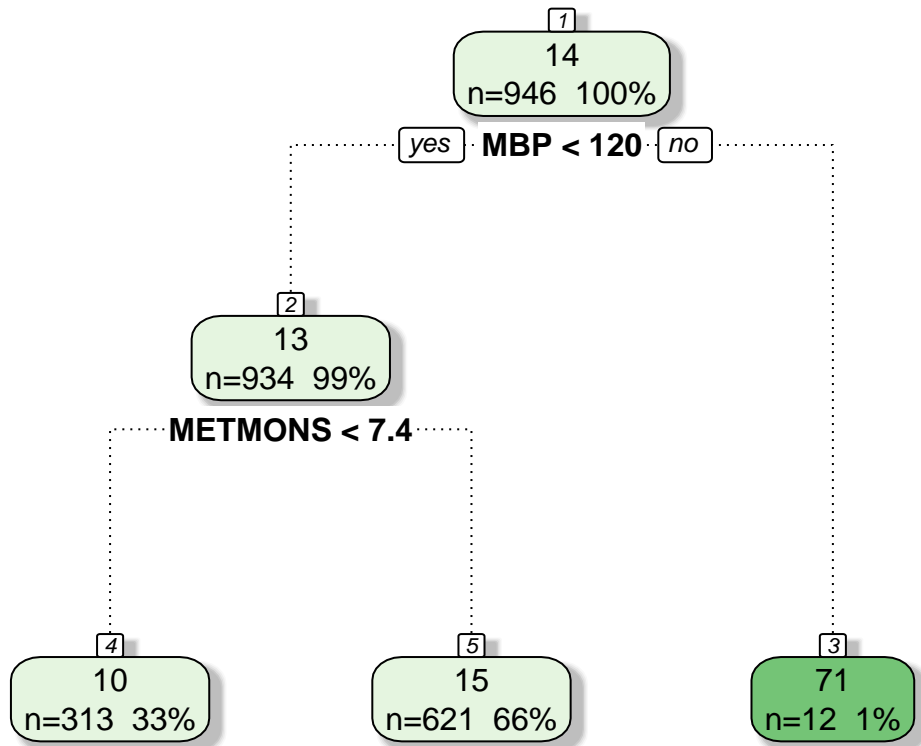 1
14
n=946 100%
yes MBP < 120 no
2
13
n=934 99%
METMONS < 7.4
4 5 3
10 15 71
n=313 33% n=621 66% n=12 1%